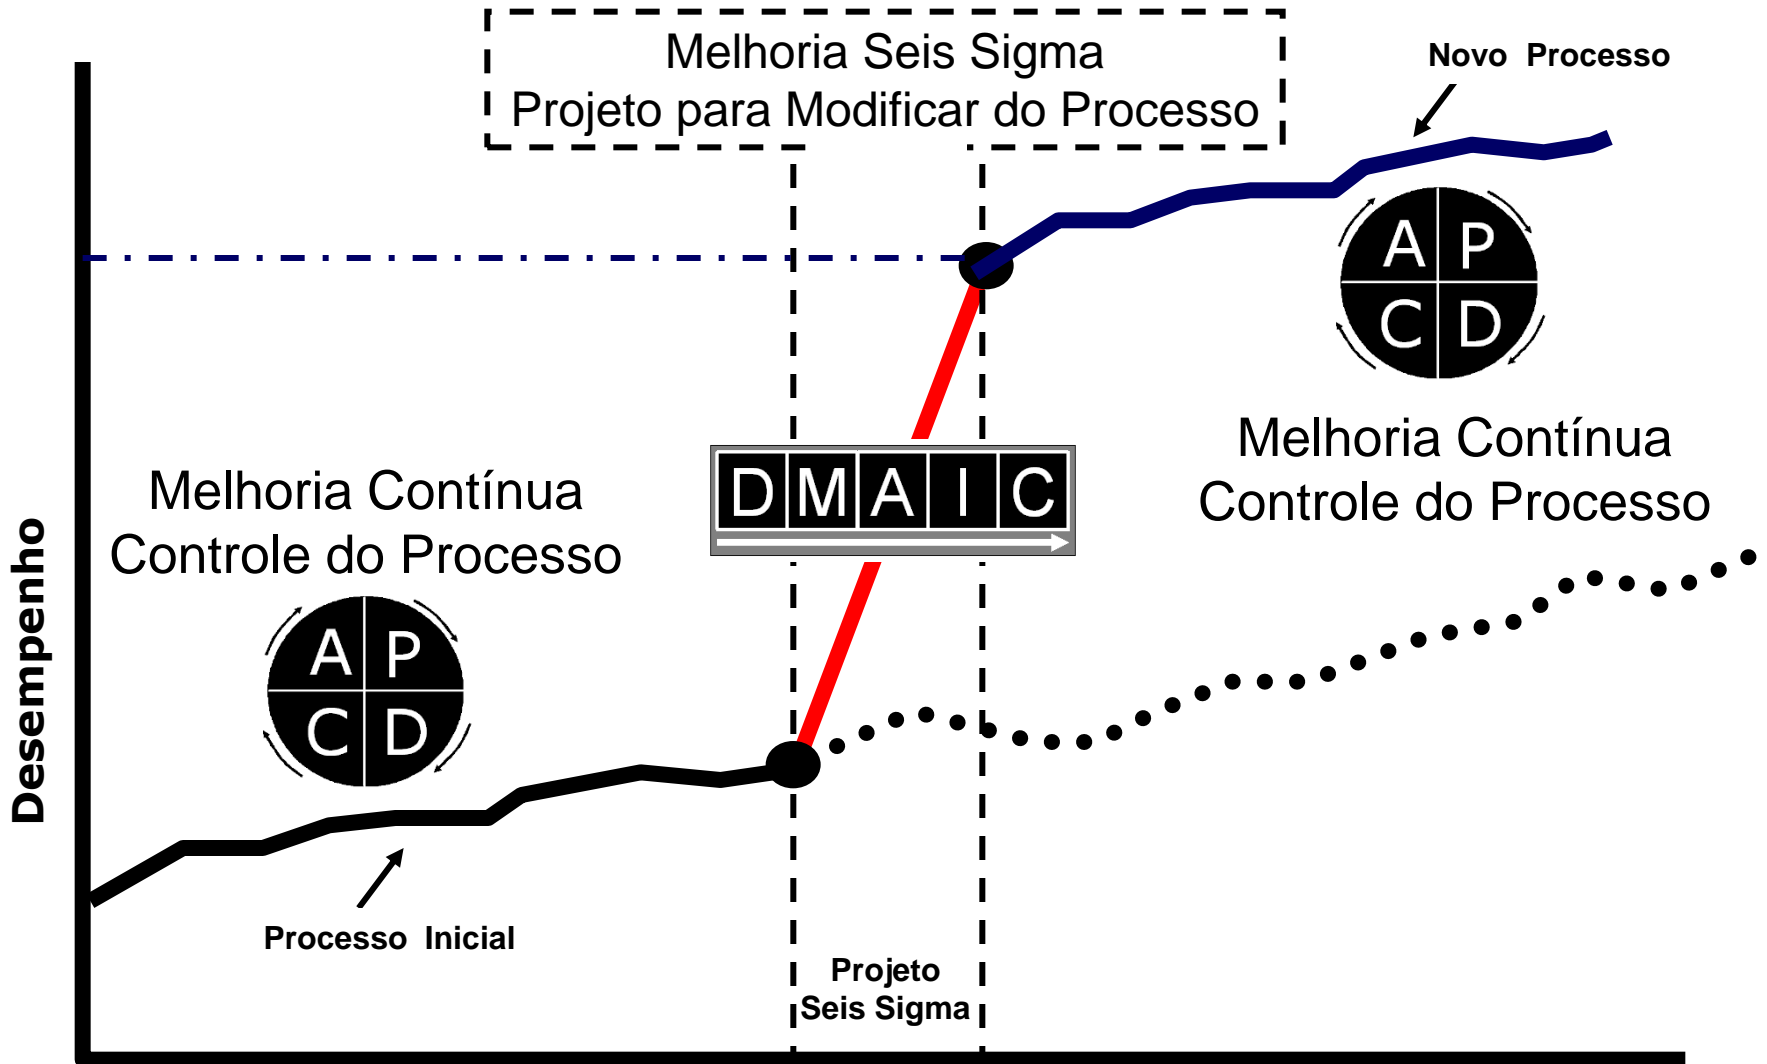 Melhoria Seis Sigma
Projeto para Modificar do Processo
Novo Processo
A P
C D
Melhoria Contínua
Controle do Processo
DMAIC
Melhoria Contínua
Controle do Processo
A P
C D
Desempenho
Processo Inicial
Projeto
Seis Sigma